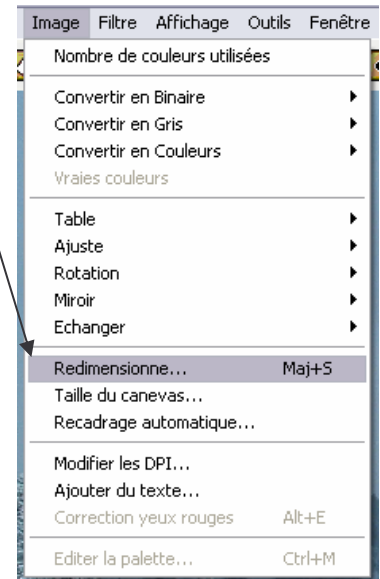 Image Filtre Affichage Outils Fenêtre
Nombre de couleurs utilisées
Convertir en Binaire
Convertir en Gris
Convertir en Couleurs
Vraies couleurs
Table
Ajuste
Rotation
Miroir
Echanger
Redimensionne... Maj+S
Taille du canevas...
Recadrage automatique...
Modifier les DPI...
Ajouter du texte...
Correction yeux rouges Alt+E
Editer la palette... Ctrl+M